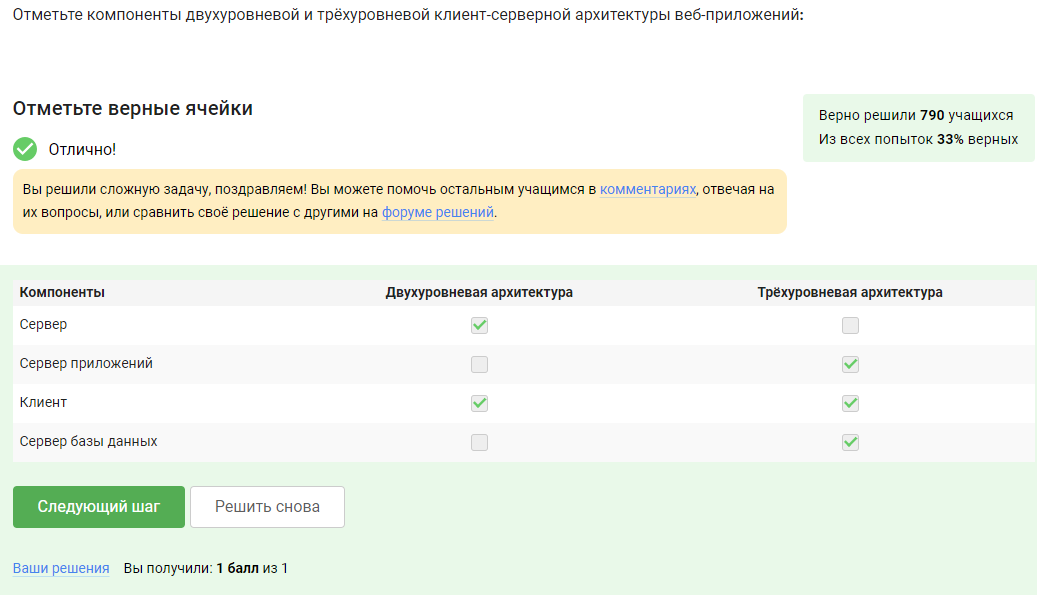 Отметьте компоненты двухуровневой и трёхуровневой клиент-серверной архитектуры веб-приложений:
Отметьте верные ячейки
Верно решили 790 учащихся
Из всех попыток 33% верных
Отлично!
Вы решили сложную задачу, поздравляем! Вы можете помочь остальным учащимся в комментариях, отвечая на
их вопросы, или сравнить своё решение с другими на форуме решений.
Компоненты Двухуровневая архитектура Трёхуровневая архитектура
Сервер
Сервер приложений
Клиент
Сервер базы данных
Следующий шаг Решить снова
Ваши решения Вы получили: 1 балл из 1